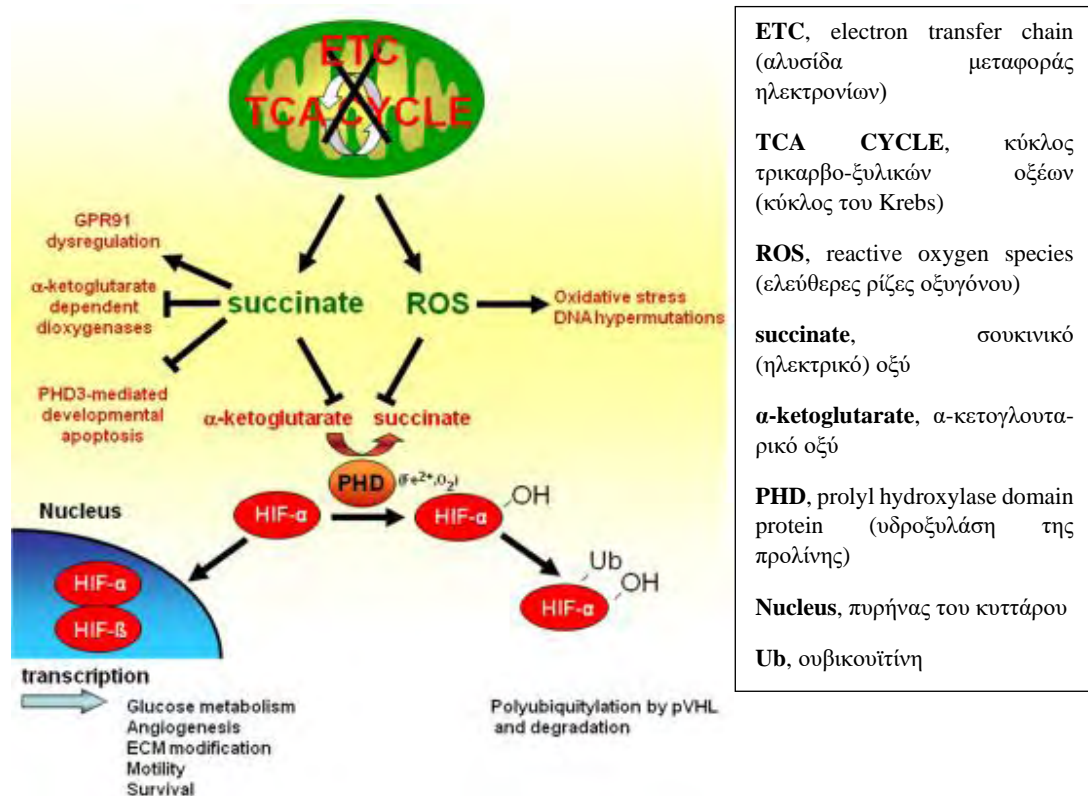 ETC
TCA CYCLE
GPR91
dysregulation
α-ketoglutarate
dependent
dioxygenases
succinate
ROS
Oxidative stress
DNA hypermutations
PHD3-mediated
developmental
apoptosis
α-ketoglutarate succinate
PHD (Fe²⁺,O₂)
Nucleus
HIF-α
HIF-α
OH
HIF-α
HIF-ß
Ub
OH
HIF-α
transcription
Glucose metabolism
Angiogenesis
ECM modification
Motility
Survival
Polyubiquitylation by pVHL
and degradation
ETC, electron transfer chain
(αλυσίδα μεταφοράς
ηλεκτρονίων)
TCA CYCLE, κύκλος
τρικαρβο-ξυλικών οξέων
(κύκλος του Krebs)
ROS, reactive oxygen species
(ελεύθερες ρίζες οξυγόνου)
succinate, σουκινικό
(ηλεκτρικό) οξύ
α-ketoglutarate, α-κετογλουτα-
ρικό οξύ
PHD, prolyl hydroxylase domain
protein (υδροξυλάση της
προλίνης)
Nucleus, πυρήνας του κυττάρου
Ub, ουβικουϊτίνη